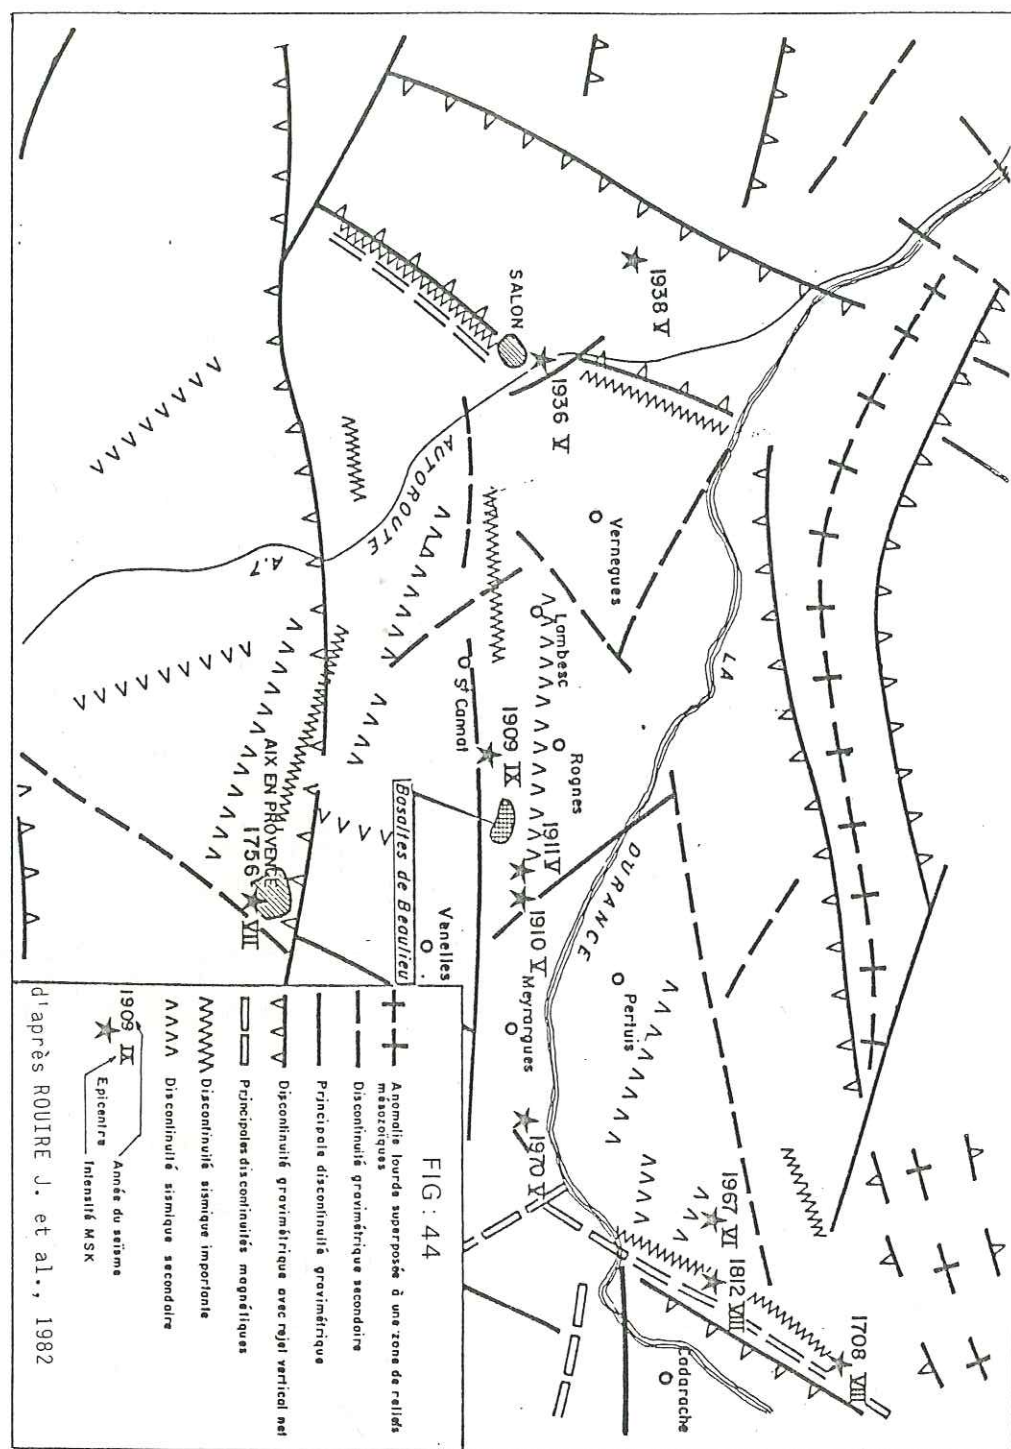 1938 V
SALON
1936 V
AUTOROUTE
A.7
Vernegues
Lambesc
St Cannat
LA
DURANCE
Rognes
1909 IX
1911 V
1910 V
Basaltes de Beaulieu
AIX EN PROVENCE
1756 VII
Venelles
Meyrargues
Pertuis
1970 V
1967 VI
1812 VIII
1708 VIII
Cadarache
FIG : 44
Anomalie lourde superposée à une zone de reliefs
mésozoïques
Discontinuité gravimétrique secondaire
Principale discontinuité gravimétrique
Discontinuité gravimétrique avec rejet vertical net
Principales discontinuités magnétiques
Discontinuité sismique importante
Discontinuité sismique secondaire
1909 IX
Année du seïsme
Epicentre
Intensité MSK
d'après ROUIRE J. et al., 1982